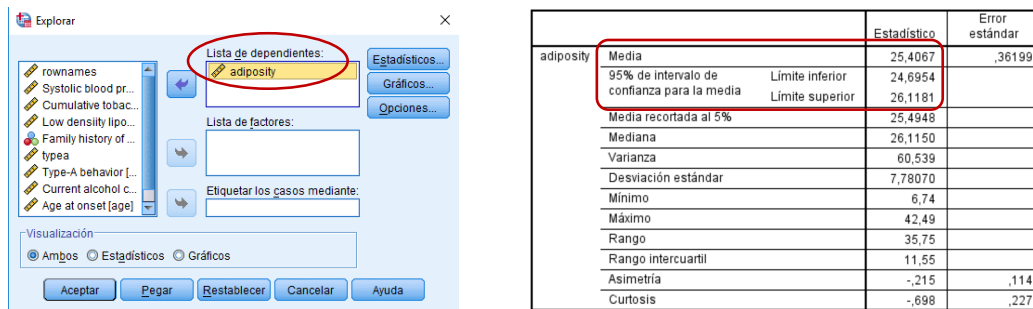 Explorar
Lista de dependientes:
rownames
Systolic blood pr...
Cumulative tobac...
Low densiity lipo...
Family history of ...
typea
Type-A behavior [...
Current alcohol c...
Age at onset [age]
adiposity
Estadísticos...
Gráficos...
Opciones...
Lista de factores:
Etiquetar los casos mediante:
Visualización
Ambos Estadísticos Gráficos
Aceptar Pegar Restablecer Cancelar Ayuda
Estadístico Error estándar
adiposity Media 25,4067 ,36199
95% de intervalo de confianza para la media Límite inferior 24,6954
Límite superior 26,1181
Media recortada al 5% 25,4948
Mediana 26,1150
Varianza 60,539
Desviación estándar 7,78070
Mínimo 6,74
Máximo 42,49
Rango 35,75
Rango intercuartil 11,55
Asimetría -,215 ,114
Curtosis -,698 ,227